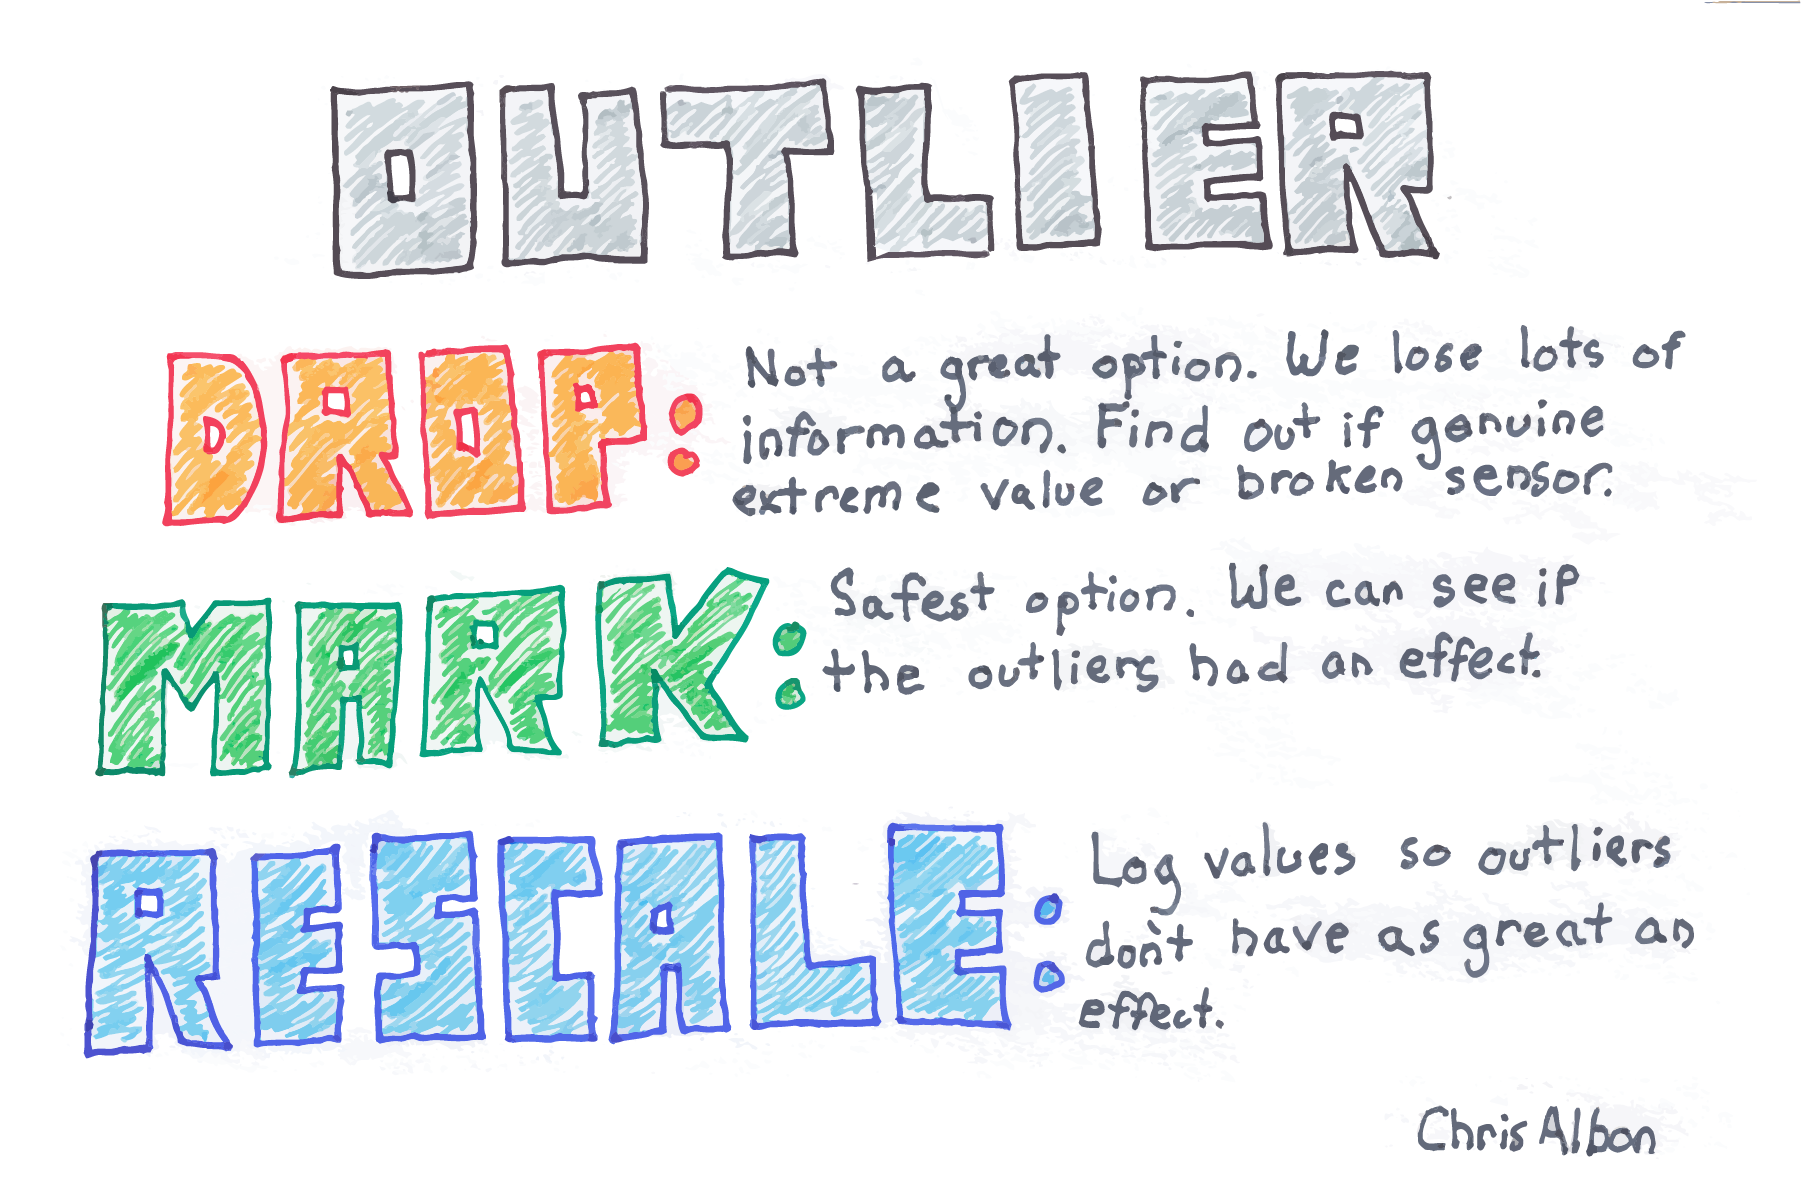 OUTLIER
DROP: Not a great option. We lose lots of
information. Find out if genuine
extreme value or broken sensor.
MARK: Safest option. We can see if
the outliers had an effect.
RESCALE: Log values so outliers
don't have as great an
effect.
Chris Albon